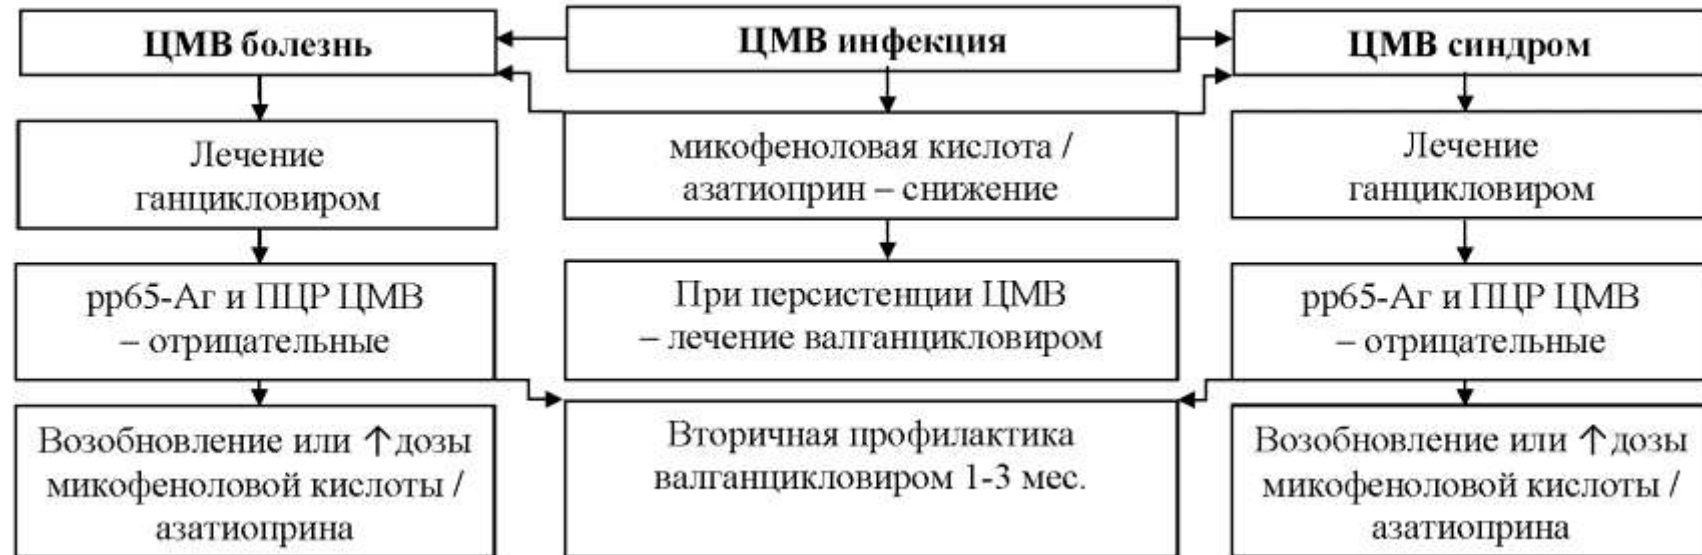 ЦМВ болезнь
ЦМВ инфекция
ЦМВ синдром
Лечение
ганцикловиром
микофеноловая кислота /
азатиоприн – снижение
Лечение
ганцикловиром
рр65-Аг и ПЦР ЦМВ
– отрицательные
При персистенции ЦМВ
– лечение валганцикловиром
рр65-Аг и ПЦР ЦМВ
– отрицательные
Возобновление или ↑ дозы
микофеноловой кислоты /
азатиоприна
Вторичная профилактика
валганцикловиром 1-3 мес.
Возобновление или ↑ дозы
микофеноловой кислоты /
азатиоприна